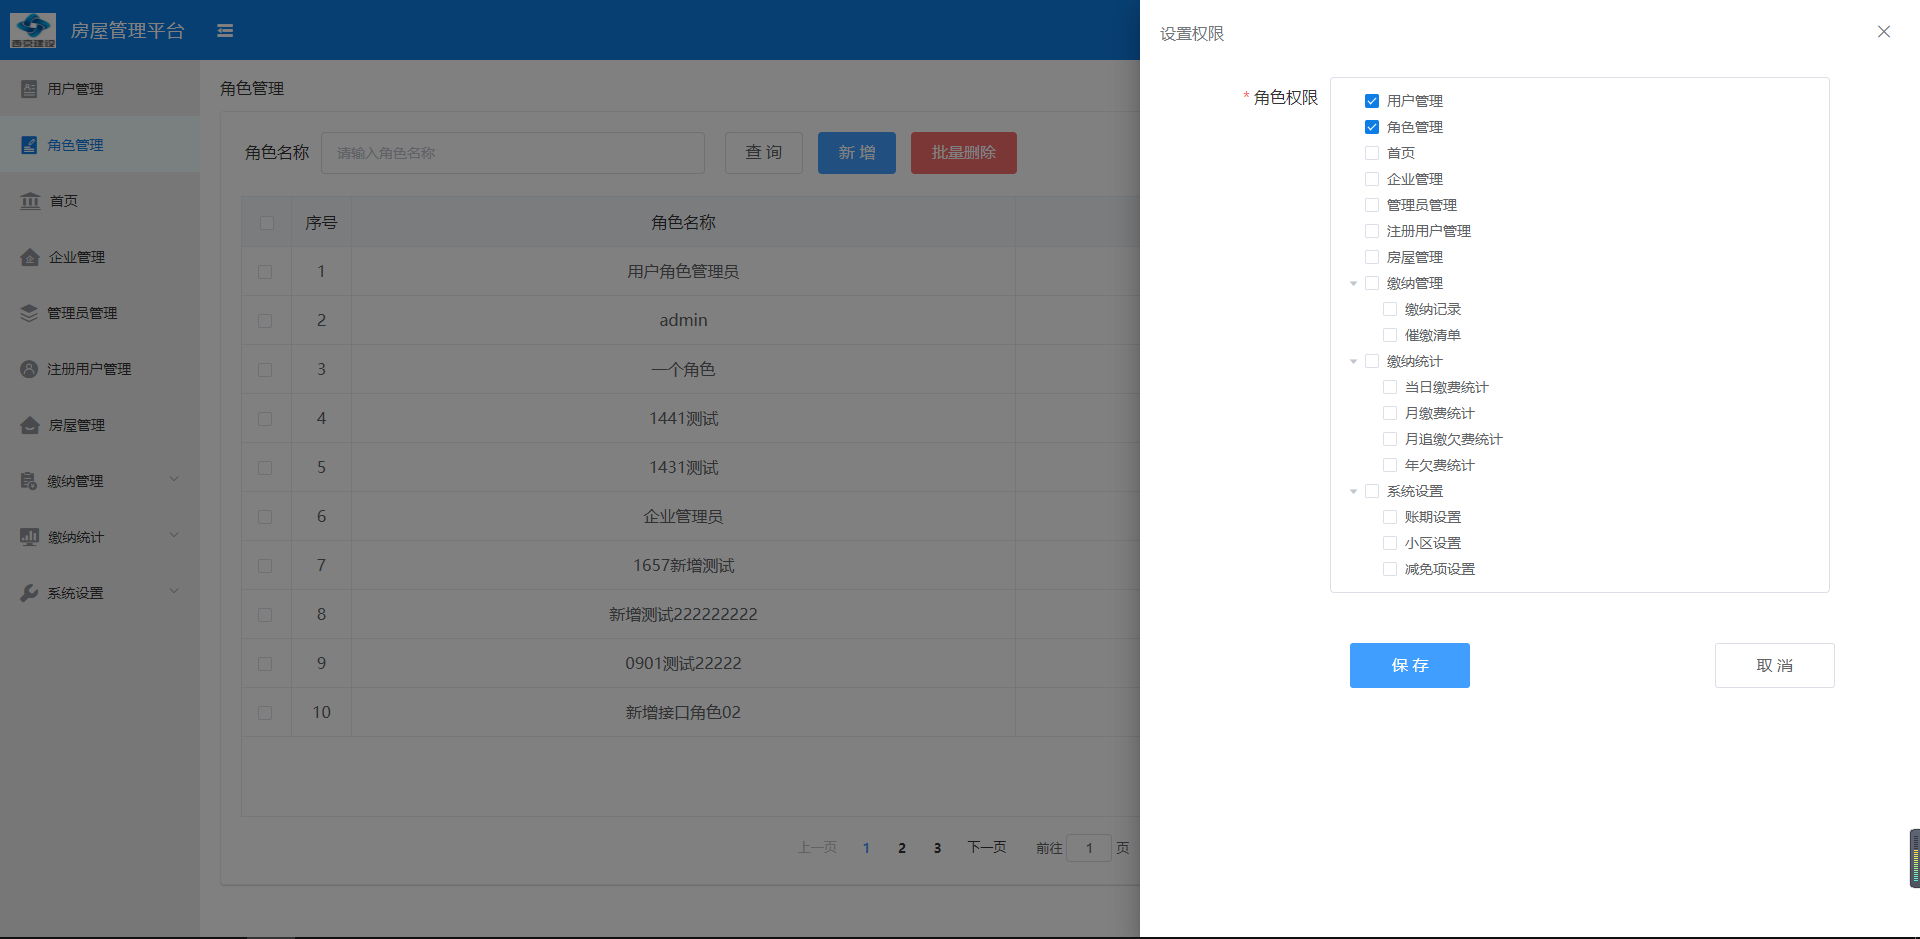 房屋管理平台
用户管理
角色管理
首页
企业管理
管理员管理
注册用户管理
房屋管理
缴纳管理
缴纳统计
系统设置
角色管理
角色名称 请输入角色名称 查 询 新 增 批量删除
序号 角色名称
1 用户角色管理员
2 admin
3 一个角色
4 1441测试
5 1431测试
6 企业管理员
7 1657新增测试
8 新增测试222222222
9 0901测试22222
10 新增接口角色02
上一页 1 2 3 下一页 前往 1 页
设置权限
* 角色权限
用户管理
角色管理
首页
企业管理
管理员管理
注册用户管理
房屋管理
缴纳管理
缴纳记录
催缴清单
缴纳统计
当日缴费统计
月缴费统计
月追缴欠费统计
年欠费统计
系统设置
账期设置
小区设置
减免项设置
保 存 取 消